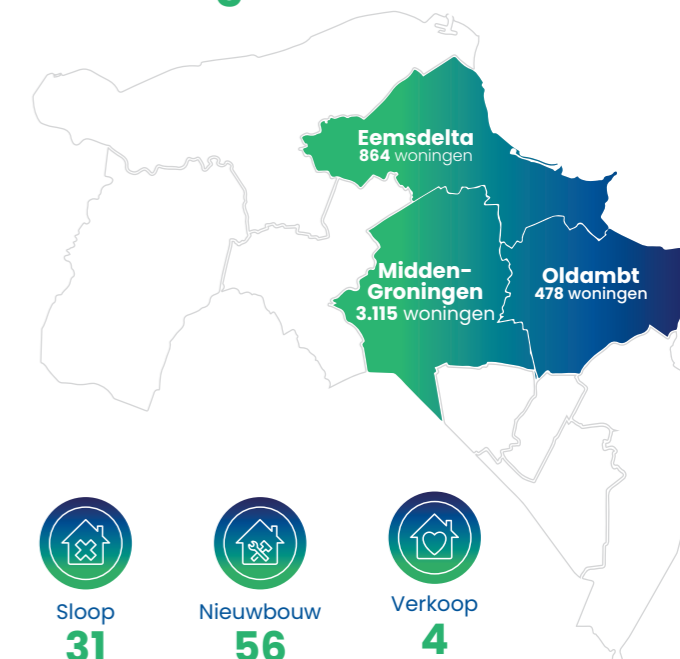 Eemsdelta
864 woningen
Midden-
Groningen
3.115 woningen
Oldambt
478 woningen
Sloop
31
Nieuwbouw
56
Verkoop
4